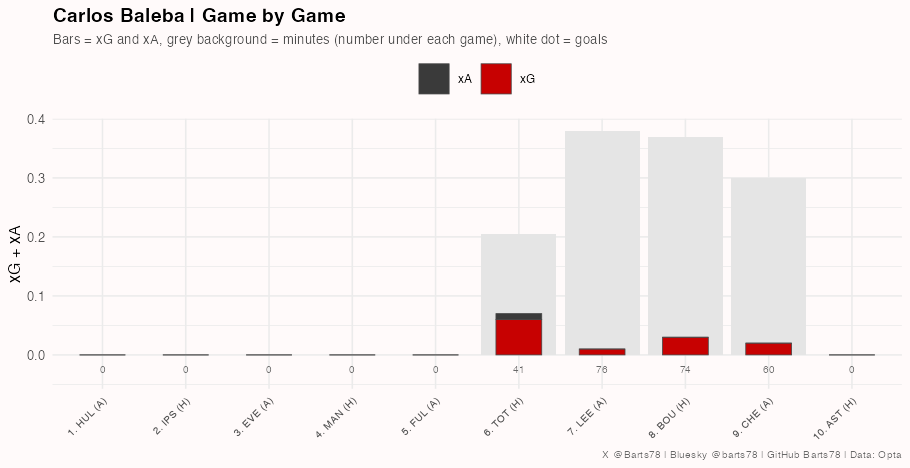 Carlos Baleba | Game by Game
Bars = xG and xA, grey background = minutes (number under each game), white dot = goals
xA xG
xG + xA
0.4
0.3
0.2
0.1
0.0
0 0 0 0 0 41 76 74 60 0
1. HUL (A) 2. IPS (H) 3. EVE (A) 4. MAN (H) 5. FUL (A) 6. TOT (H) 7. LEE (A) 8. BOU (H) 9. CHE (A) 10. AST (H)
X @Barts78 | Bluesky @barts78 | GitHub Barts78 | Data: Opta